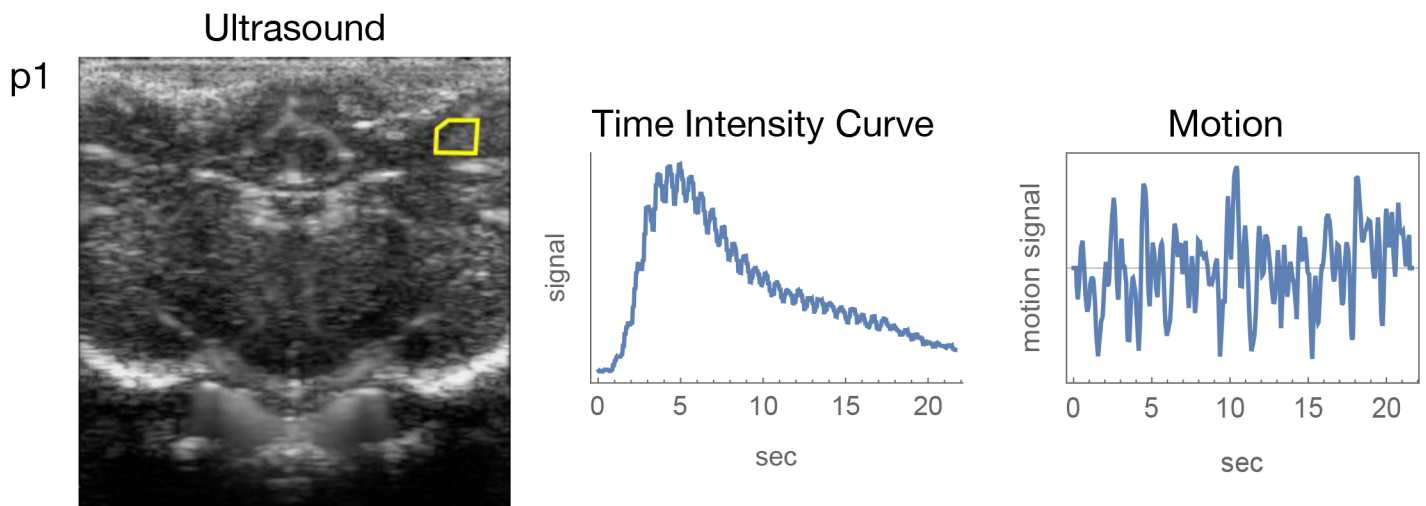 Ultrasound
p1
Time Intensity Curve
signal
0 5 10 15 20
sec
Motion
motion signal
0 5 10 15 20
sec